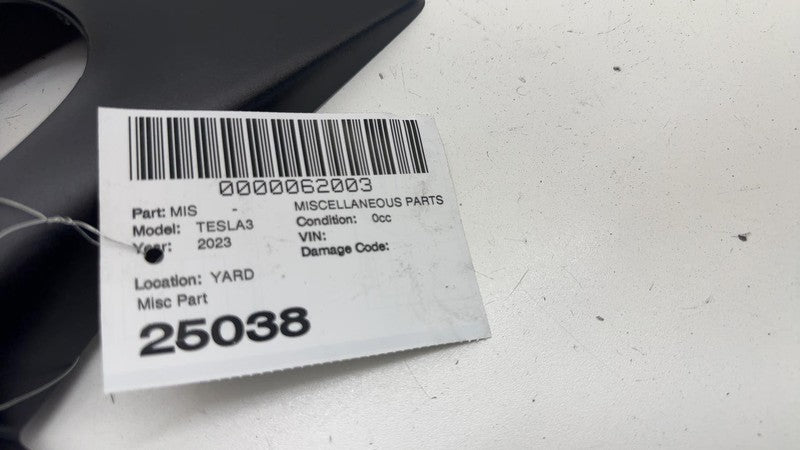 0000062003
Part: MIS - MISCELLANEOUS PARTS
Model: TESLA3 Condition: 0cc
Year: 2023 VIN:
Damage Code:
Location: YARD
Misc Part
25038